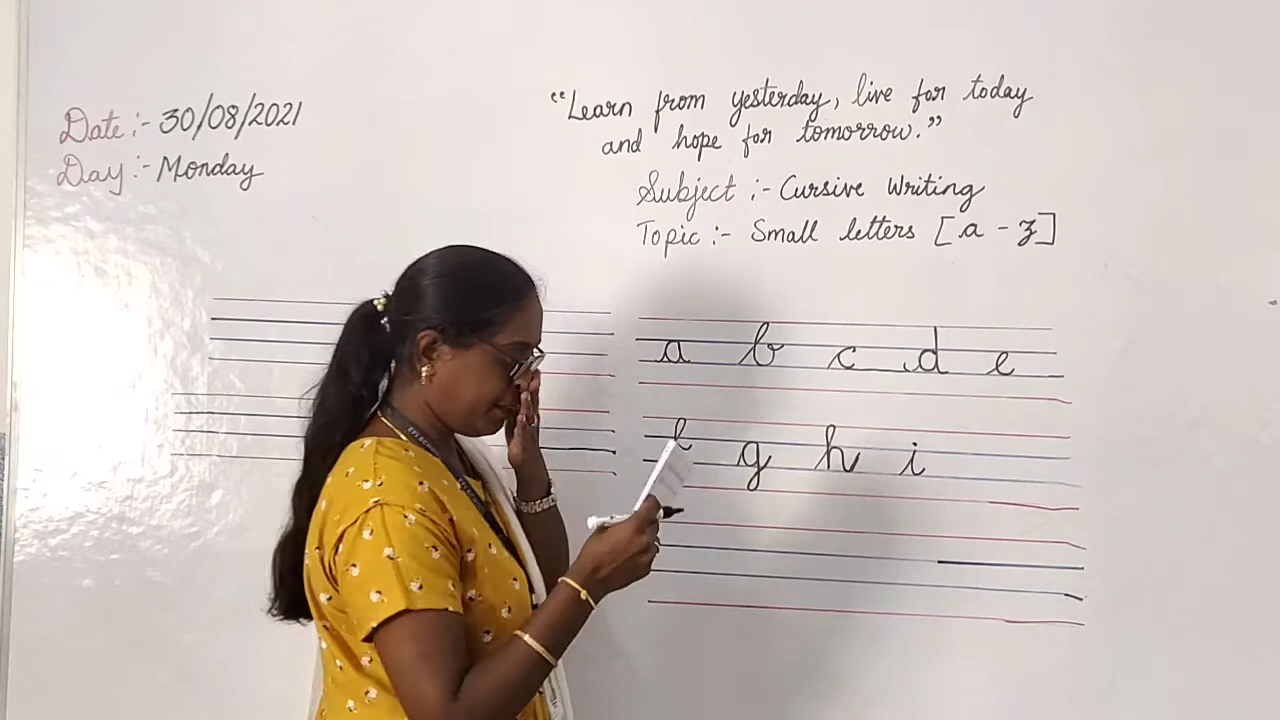 Date:- 30/08/2021
Day:- Monday
“Learn from yesterday, live for today
and hope for tomorrow.”
Subject :- Cursive Writing
Topic :- Small letters [a - z]
a b c d e
f g h i